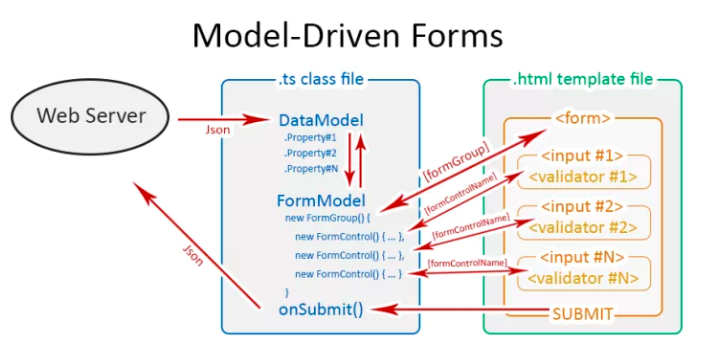 Model-Driven Forms
.ts class file
.html template file
Web Server
Json
DataModel
.Property#1
.Property#2
.Property#N
FormModel
new FormGroup() {
new FormControl() { ... },
new FormControl() { ... },
new FormControl() { ... }
}
onSubmit()
Json
[formGroup]
[formControlName]
[formControlName]
[formControlName]
<form>
<input #1>
<validator #1>
<input #2>
<validator #2>
<input #N>
<validator #N>
SUBMIT